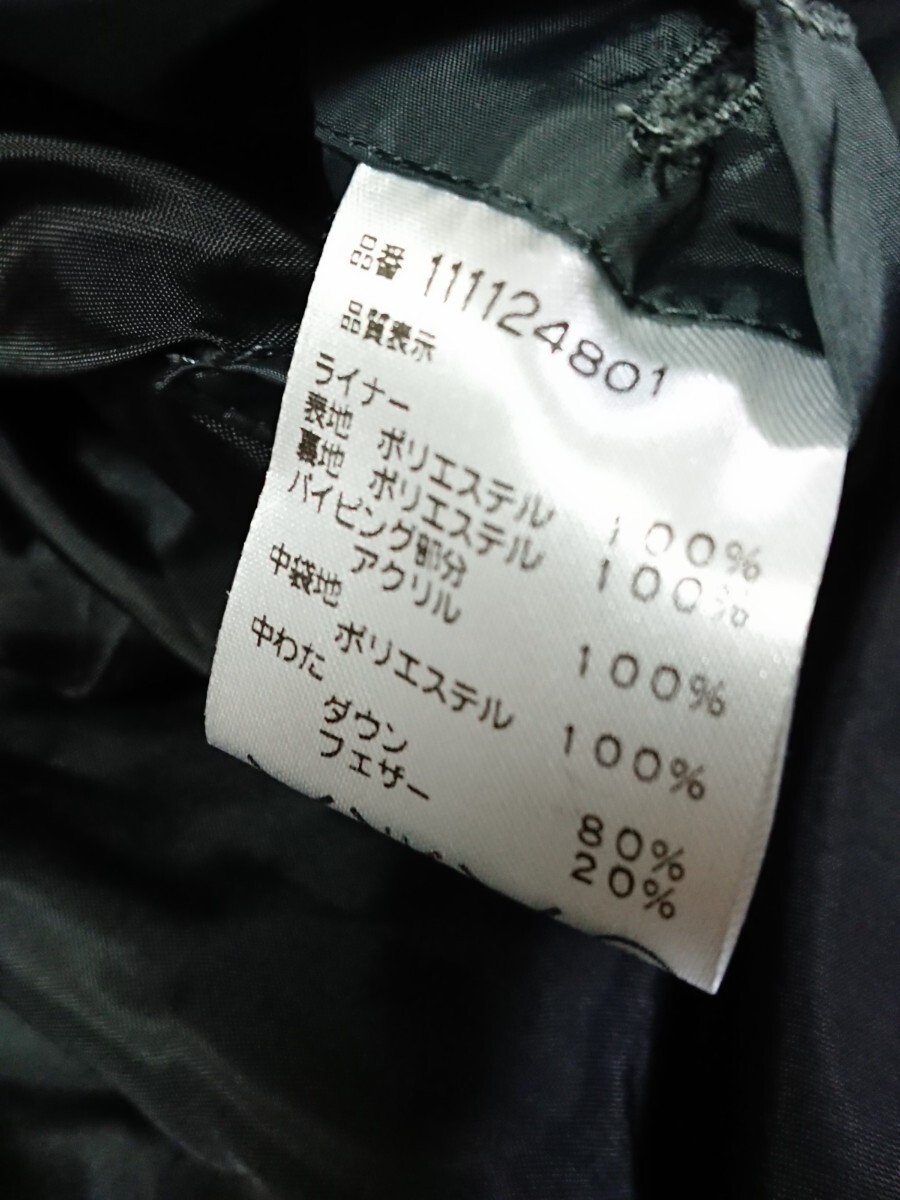 品番 111124801
品質表示
ライナー
表地 ポリエステル 100%
裏地 ポリエステル 100%
パイピング部分
アクリル 100%
中袋地
ポリエステル 100%
中わた
ダウン 80%
フェザー 20%